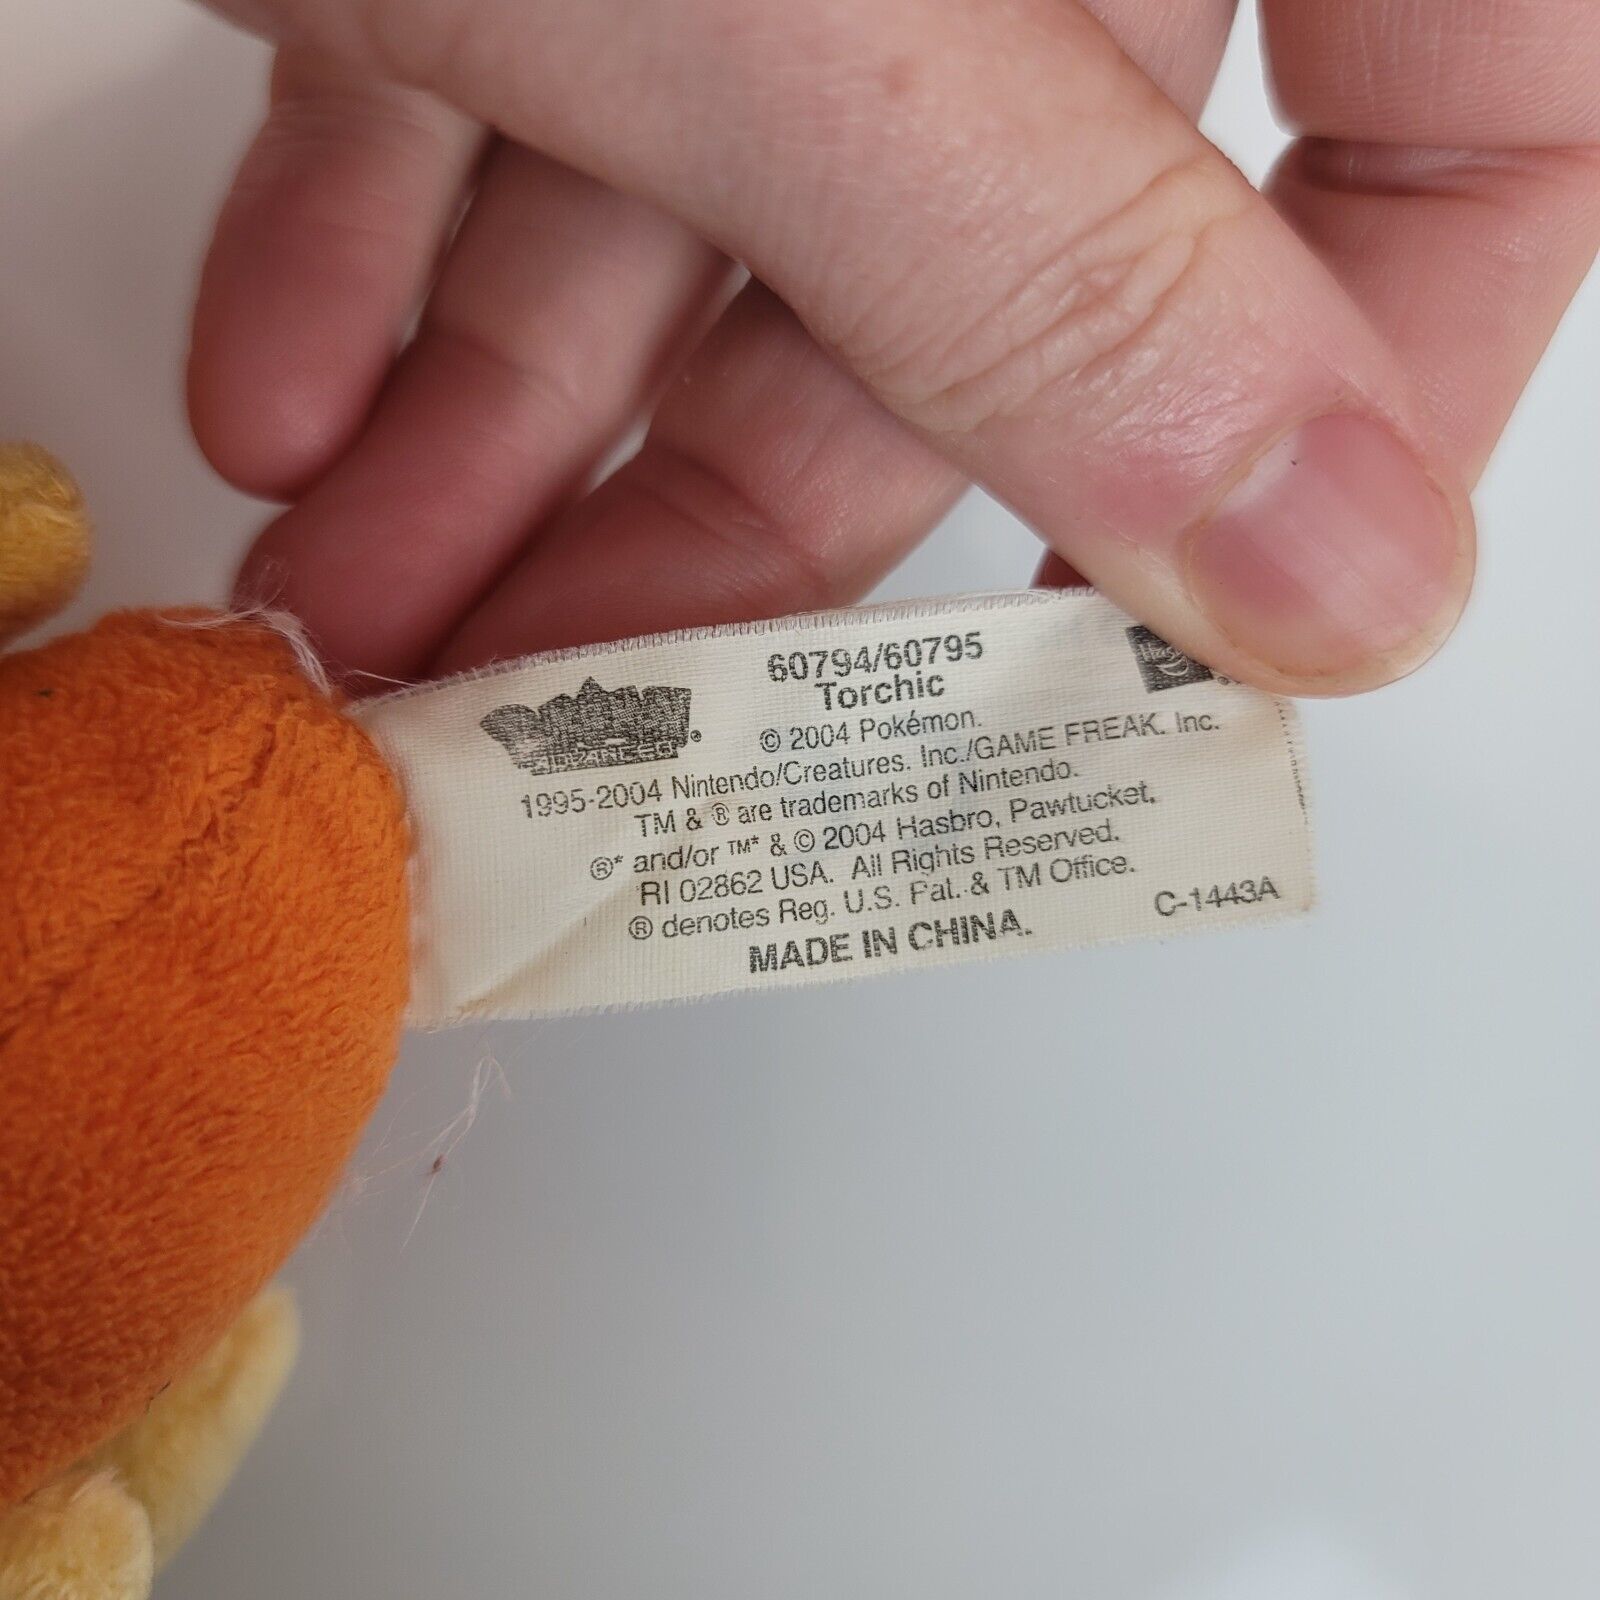 60794/60795
Torchic
© 2004 Pokémon.
1995-2004 Nintendo/Creatures. Inc./GAME FREAK. Inc.
TM & ® are trademarks of Nintendo.
®* and/or ™* & © 2004 Hasbro, Pawtucket,
RI 02862 USA. All Rights Reserved.
® denotes Reg. U.S. Pat. & TM Office.
MADE IN CHINA.
C-1443A
ADVANCED®